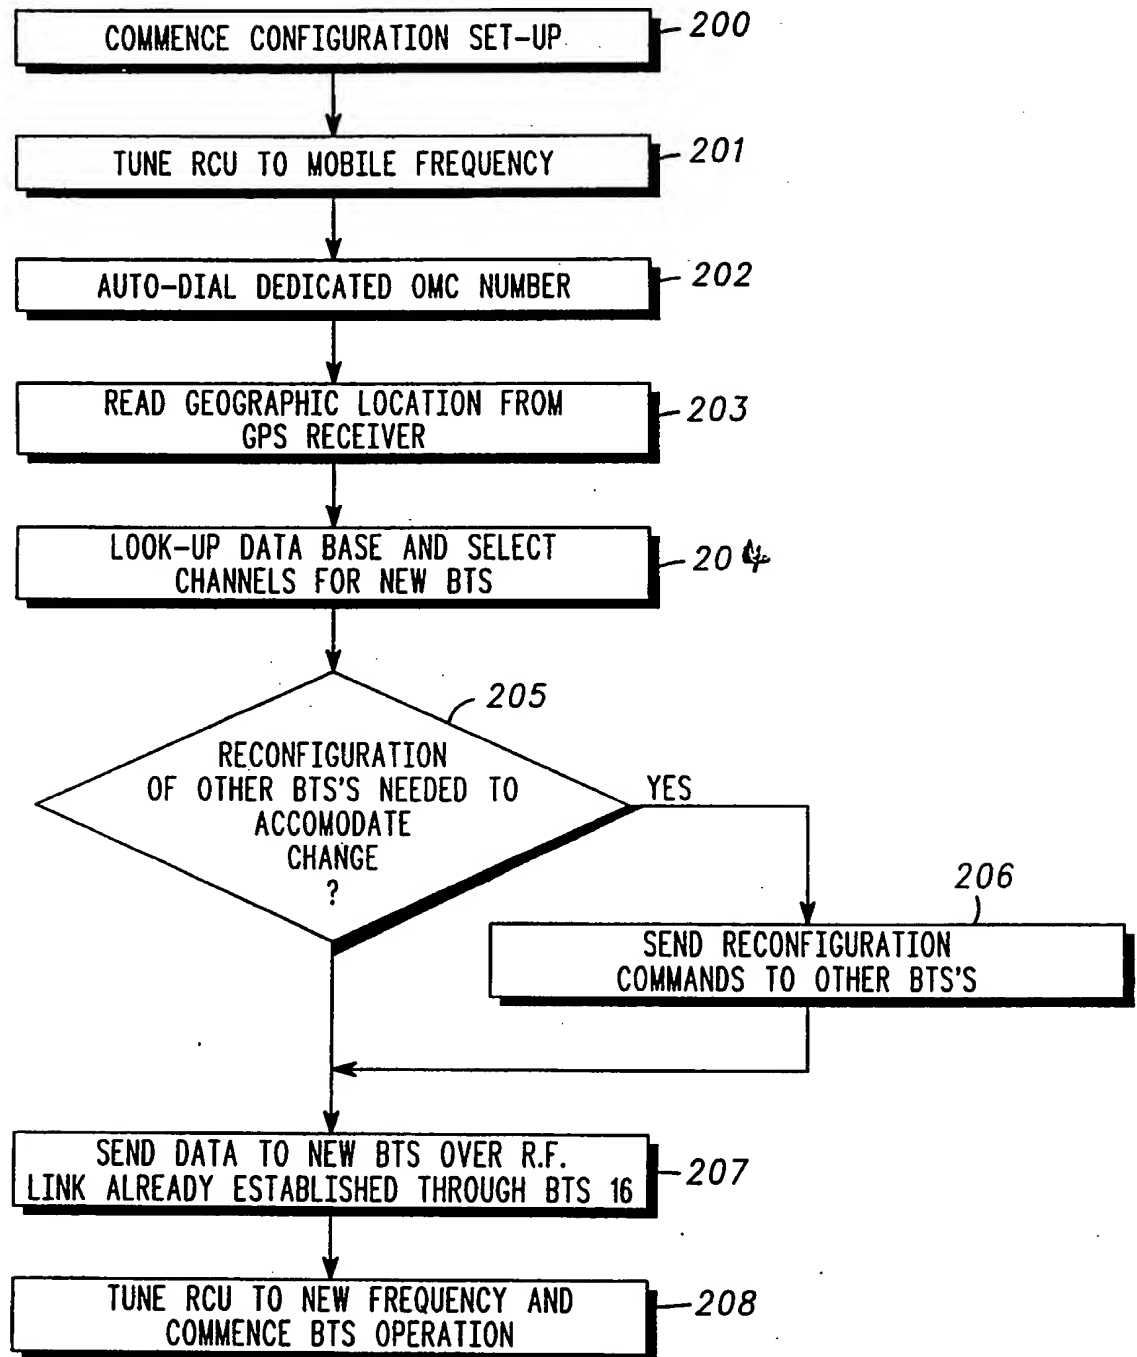 COMMENCE CONFIGURATION SET-UP
200
TUNE RCU TO MOBILE FREQUENCY
201
AUTO-DIAL DEDICATED OMC NUMBER
202
READ GEOGRAPHIC LOCATION FROM
GPS RECEIVER
203
LOOK-UP DATA BASE AND SELECT
CHANNELS FOR NEW BTS
204
205
RECONFIGURATION
OF OTHER BTS'S NEEDED TO
ACCOMODATE
CHANGE
?
YES
206
SEND RECONFIGURATION
COMMANDS TO OTHER BTS'S
SEND DATA TO NEW BTS OVER R.F.
LINK ALREADY ESTABLISHED THROUGH BTS 16
207
TUNE RCU TO NEW FREQUENCY AND
COMMENCE BTS OPERATION
208